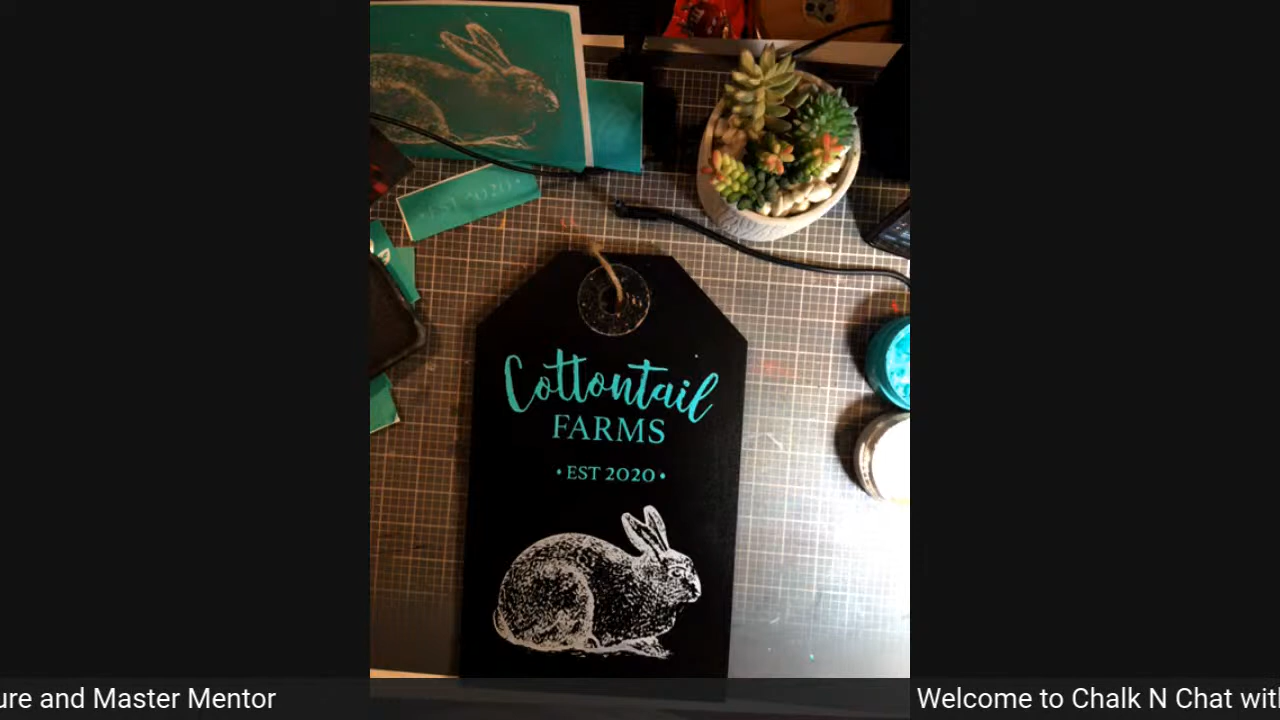 EST 2020
Cottontail
FARMS
• EST 2020 •
ure and Master Mentor
Welcome to Chalk N Chat wit